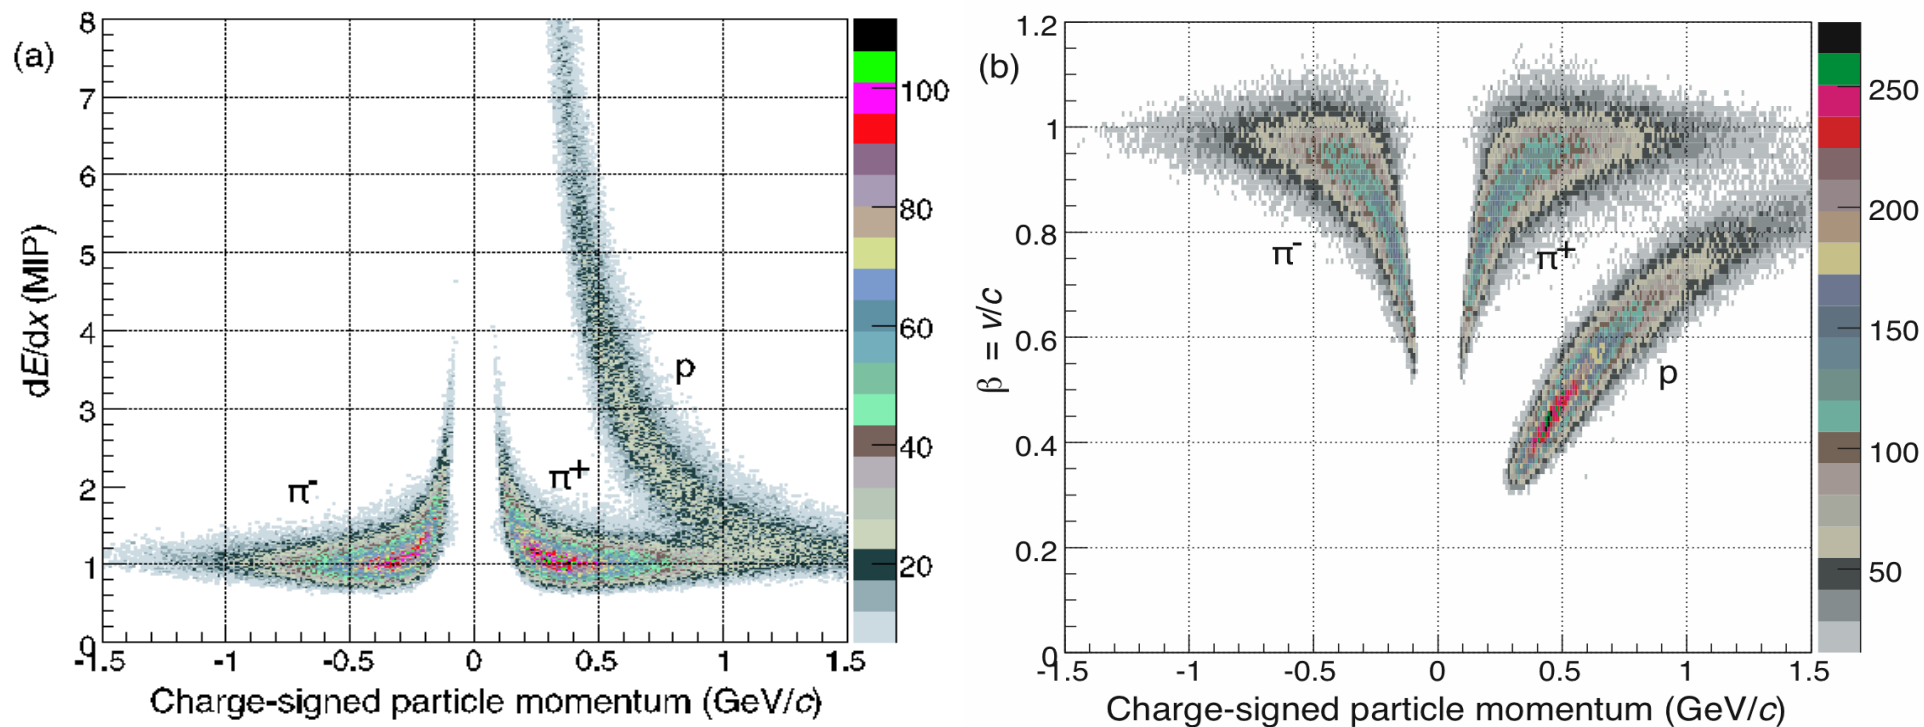 (a)
8
7
6
5
4
3
2
1
0
dE/dx (MIP)
π-
π+
p
-1.5 -1 -0.5 0 0.5 1 1.5
Charge-signed particle momentum (GeV/c)
100
80
60
40
20
(b)
1.2
1
0.8
0.6
0.4
0.2
0
β = v/c
π-
π+
p
-1.5 -1 -0.5 0 0.5 1 1.5
Charge-signed particle momentum (GeV/c)
250
200
150
100
50